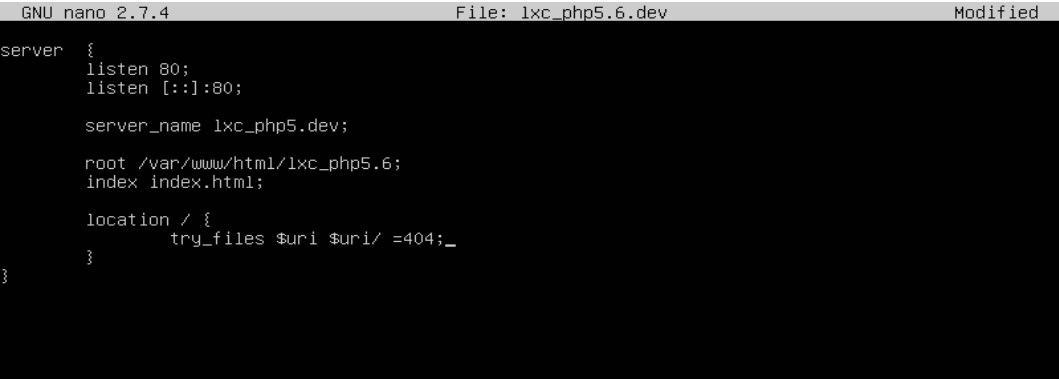 GNU nano 2.7.4 File: lxc_php5.6.dev Modified
server {
listen 80;
listen [::]:80;
server_name lxc_php5.dev;
root /var/www/html/lxc_php5.6;
index index.html;
location / {
try_files $uri $uri/ =404;_
}
}